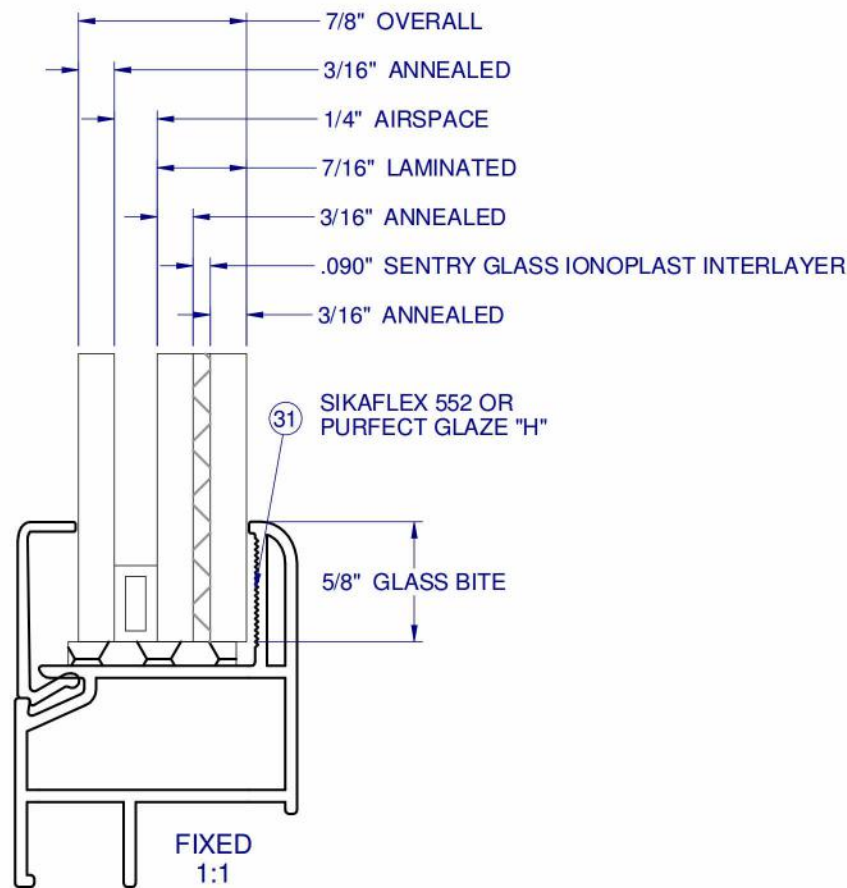 7/8" OVERALL
3/16" ANNEALED
1/4" AIRSPACE
7/16" LAMINATED
3/16" ANNEALED
.090" SENTRY GLASS IONOPLAST INTERLAYER
3/16" ANNEALED
31
SIKAFLEX 552 OR
PURFECT GLAZE "H"
5/8" GLASS BITE
FIXED
1:1